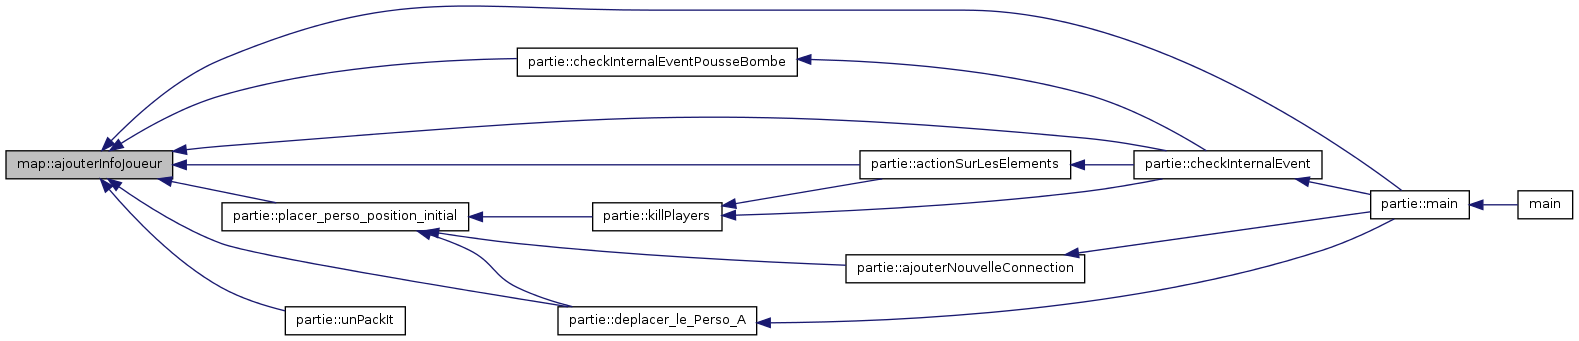 partie::checkInternalEventPousseBombe
map::ajouterInfoJoueur
partie::actionSurLesElements
partie::checkInternalEvent
partie::placer_perso_position_initial
partie::killPlayers
partie::main
main
partie::ajouterNouvelleConnection
partie::unPackIt
partie::deplacer_le_Perso_A